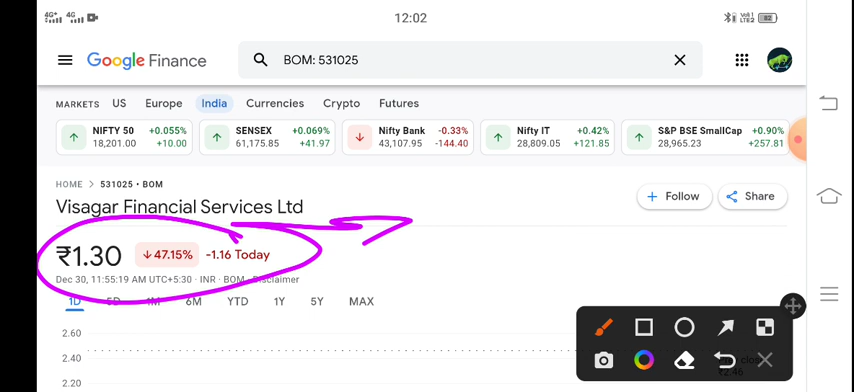 4G+ 4G 12:02 82
Google Finance BOM: 531025
MARKETS US Europe India Currencies Crypto Futures
NIFTY 50 +0.055% SENSEX +0.069% Nifty Bank -0.33% Nifty IT +0.42% S&P BSE SmallCap +0.90%
18,201.00 +10.00 61,175.85 +41.97 43,107.95 -144.40 28,809.05 +121.85 28,965.23 +257.81
HOME > 531025 • BOM
Visagar Financial Services Ltd + Follow Share
₹1.30 ↓47.15% -1.16 Today
Dec 30, 11:55:19 AM UTC+5:30 · INR · BOM · Disclaimer
1D 5D 1M 6M YTD 1Y 5Y MAX
2.60
2.40
₹2.46
2.20